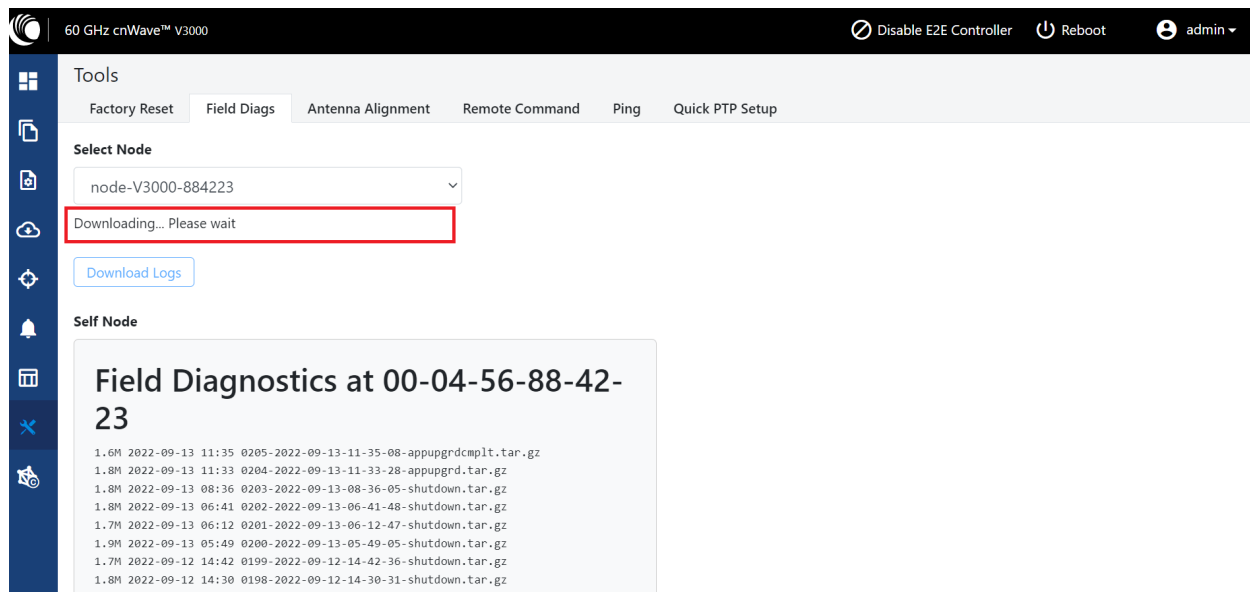 60 GHz cnWave™ V3000
Disable E2E Controller
Reboot
admin
Tools
Factory Reset
Field Diags
Antenna Alignment
Remote Command
Ping
Quick PTP Setup
Select Node
node-V3000-884223
Downloading... Please wait
Download Logs
Self Node
Field Diagnostics at 00-04-56-88-42-
23
1.6M 2022-09-13 11:35 0205-2022-09-13-11-35-08-appupgrdcmplt.tar.gz
1.8M 2022-09-13 11:33 0204-2022-09-13-11-33-28-appupgrd.tar.gz
1.8M 2022-09-13 08:36 0203-2022-09-13-08-36-05-shutdown.tar.gz
1.8M 2022-09-13 06:41 0202-2022-09-13-06-41-48-shutdown.tar.gz
1.7M 2022-09-13 06:12 0201-2022-09-13-06-12-47-shutdown.tar.gz
1.9M 2022-09-13 05:49 0200-2022-09-13-05-49-05-shutdown.tar.gz
1.7M 2022-09-12 14:42 0199-2022-09-12-14-42-36-shutdown.tar.gz
1.8M 2022-09-12 14:30 0198-2022-09-12-14-30-31-shutdown.tar.gz